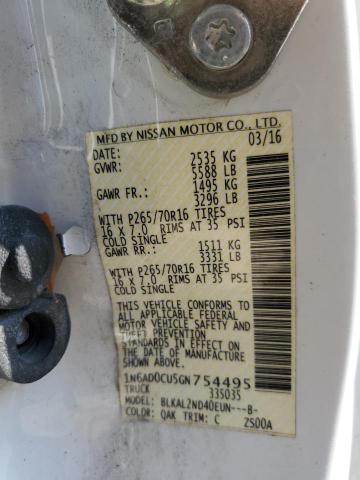 MFD BY NISSAN MOTOR CO., LTD.
DATE: 03/16
GVWR: 2535 KG
5588 LB
GAWR FR.: 1495 KG
3296 LB
WITH P265/70R16 TIRES
16 X 7.0 RIMS AT 35 PSI
COLD SINGLE
GAWR RR.: 1511 KG
3331 LB
WITH P265/70R16 TIRES
16 X 7.0 RIMS AT 35 PSI
COLD SINGLE
THIS VEHICLE CONFORMS TO
ALL APPLICABLE FEDERAL
MOTOR VEHICLE SAFETY
THEFT PREVENTION
STANDARDS IN EFFECT
ON THE DATE OF
MANUFACTURE SHOWN ABOVE
1N6AD0CU5GN754495
TRUCK 335035
MODEL: BLKAL2ND40EUN---B-
COLOR: QAK TRIM: C ZS00A